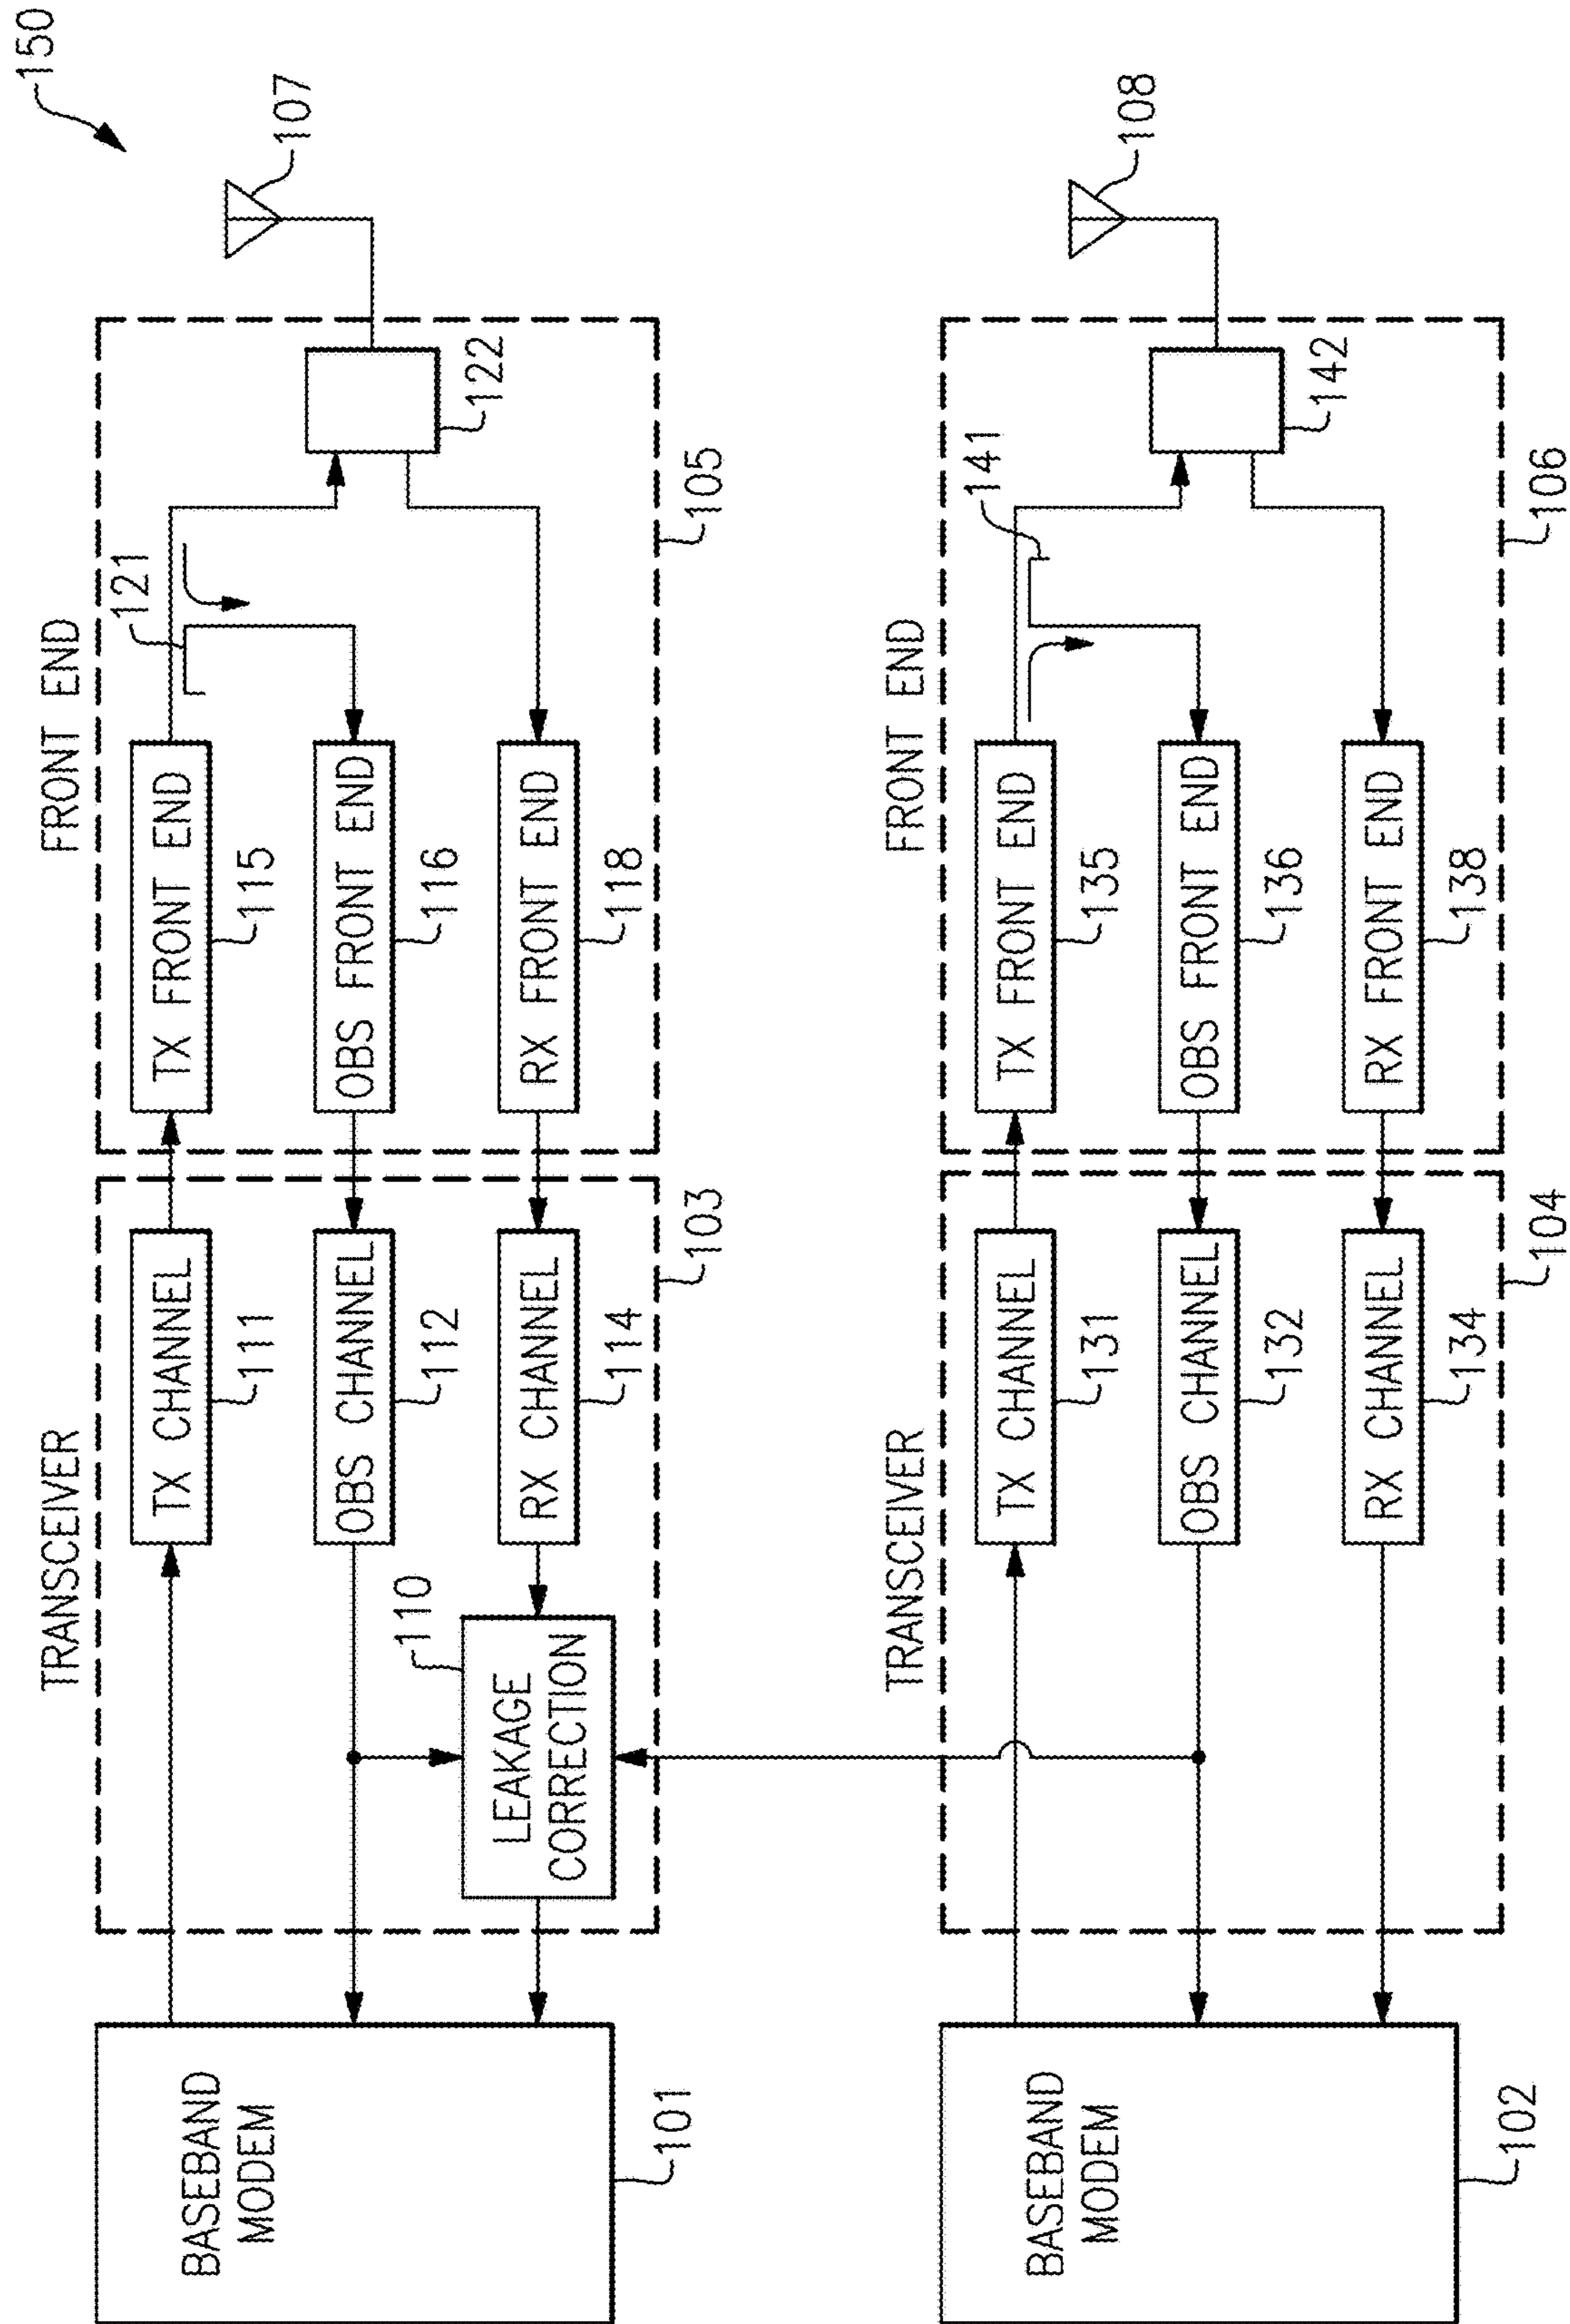 150
TRANSCEIVER
FRONT END
107
BASEBAND
MODEM
101
TX CHANNEL
111
OBS CHANNEL
112
RX CHANNEL
114
110
LEAKAGE
CORRECTION
103
TX FRONT END
115
OBS FRONT END
116
RX FRONT END
118
121
122
105
TRANSCEIVER
FRONT END
108
BASEBAND
MODEM
102
TX CHANNEL
131
OBS CHANNEL
132
RX CHANNEL
134
104
TX FRONT END
135
OBS FRONT END
136
RX FRONT END
138
141
142
106